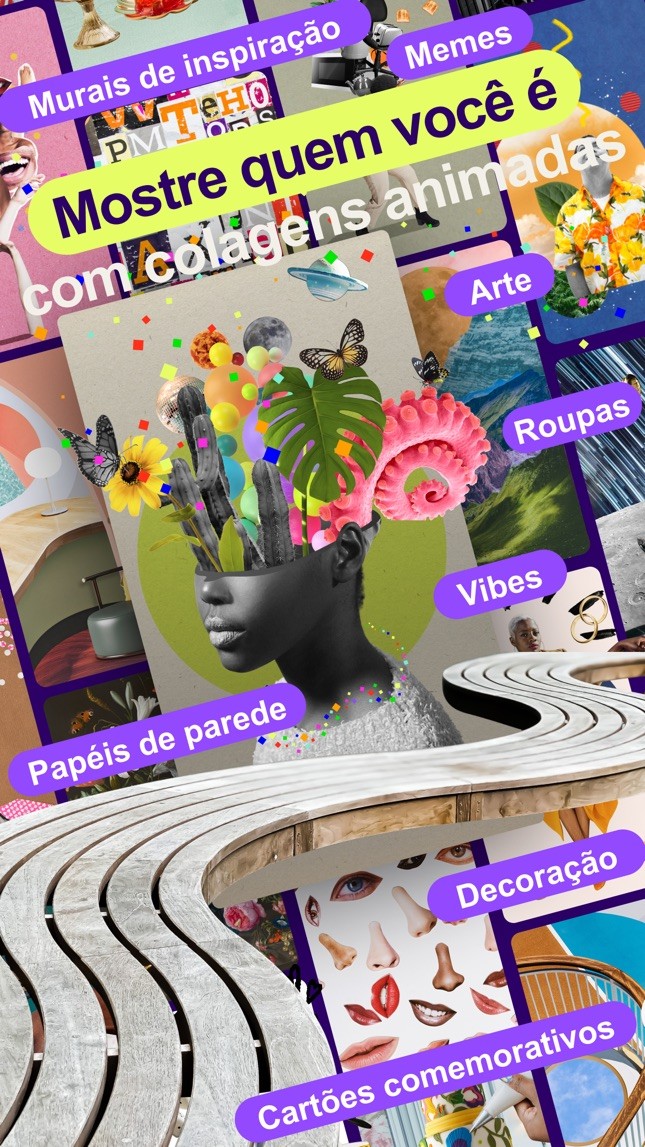 Murais de inspiração
Memes
Mostre quem você é
com colagens animadas
Arte
Roupas
Vibes
Papéis de parede
Decoração
Cartões comemorativos